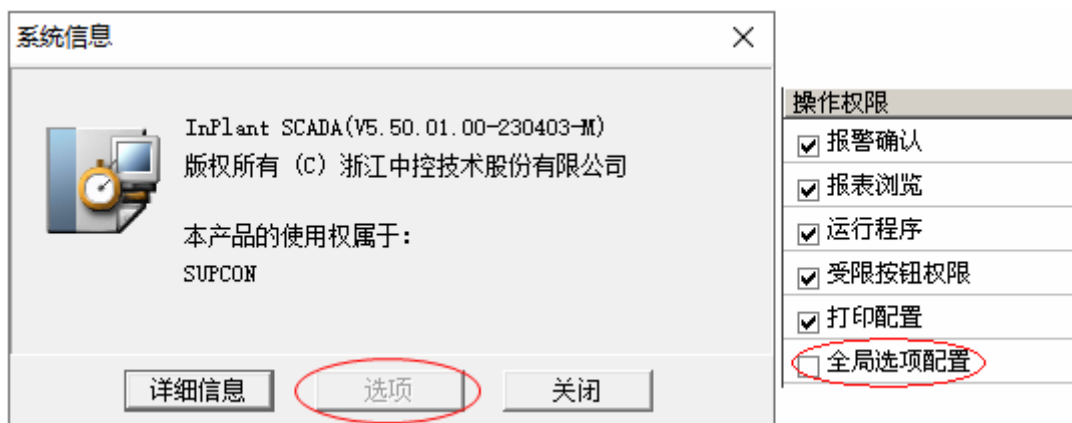 系统信息
InPlant SCADA(V5.50.01.00-230403-M)
版权所有 (C) 浙江中控技术股份有限公司
本产品的使用权属于:
SUPCON
详细信息
选项
关闭
操作权限
报警确认
报表浏览
运行程序
受限按钮权限
打印配置
全局选项配置